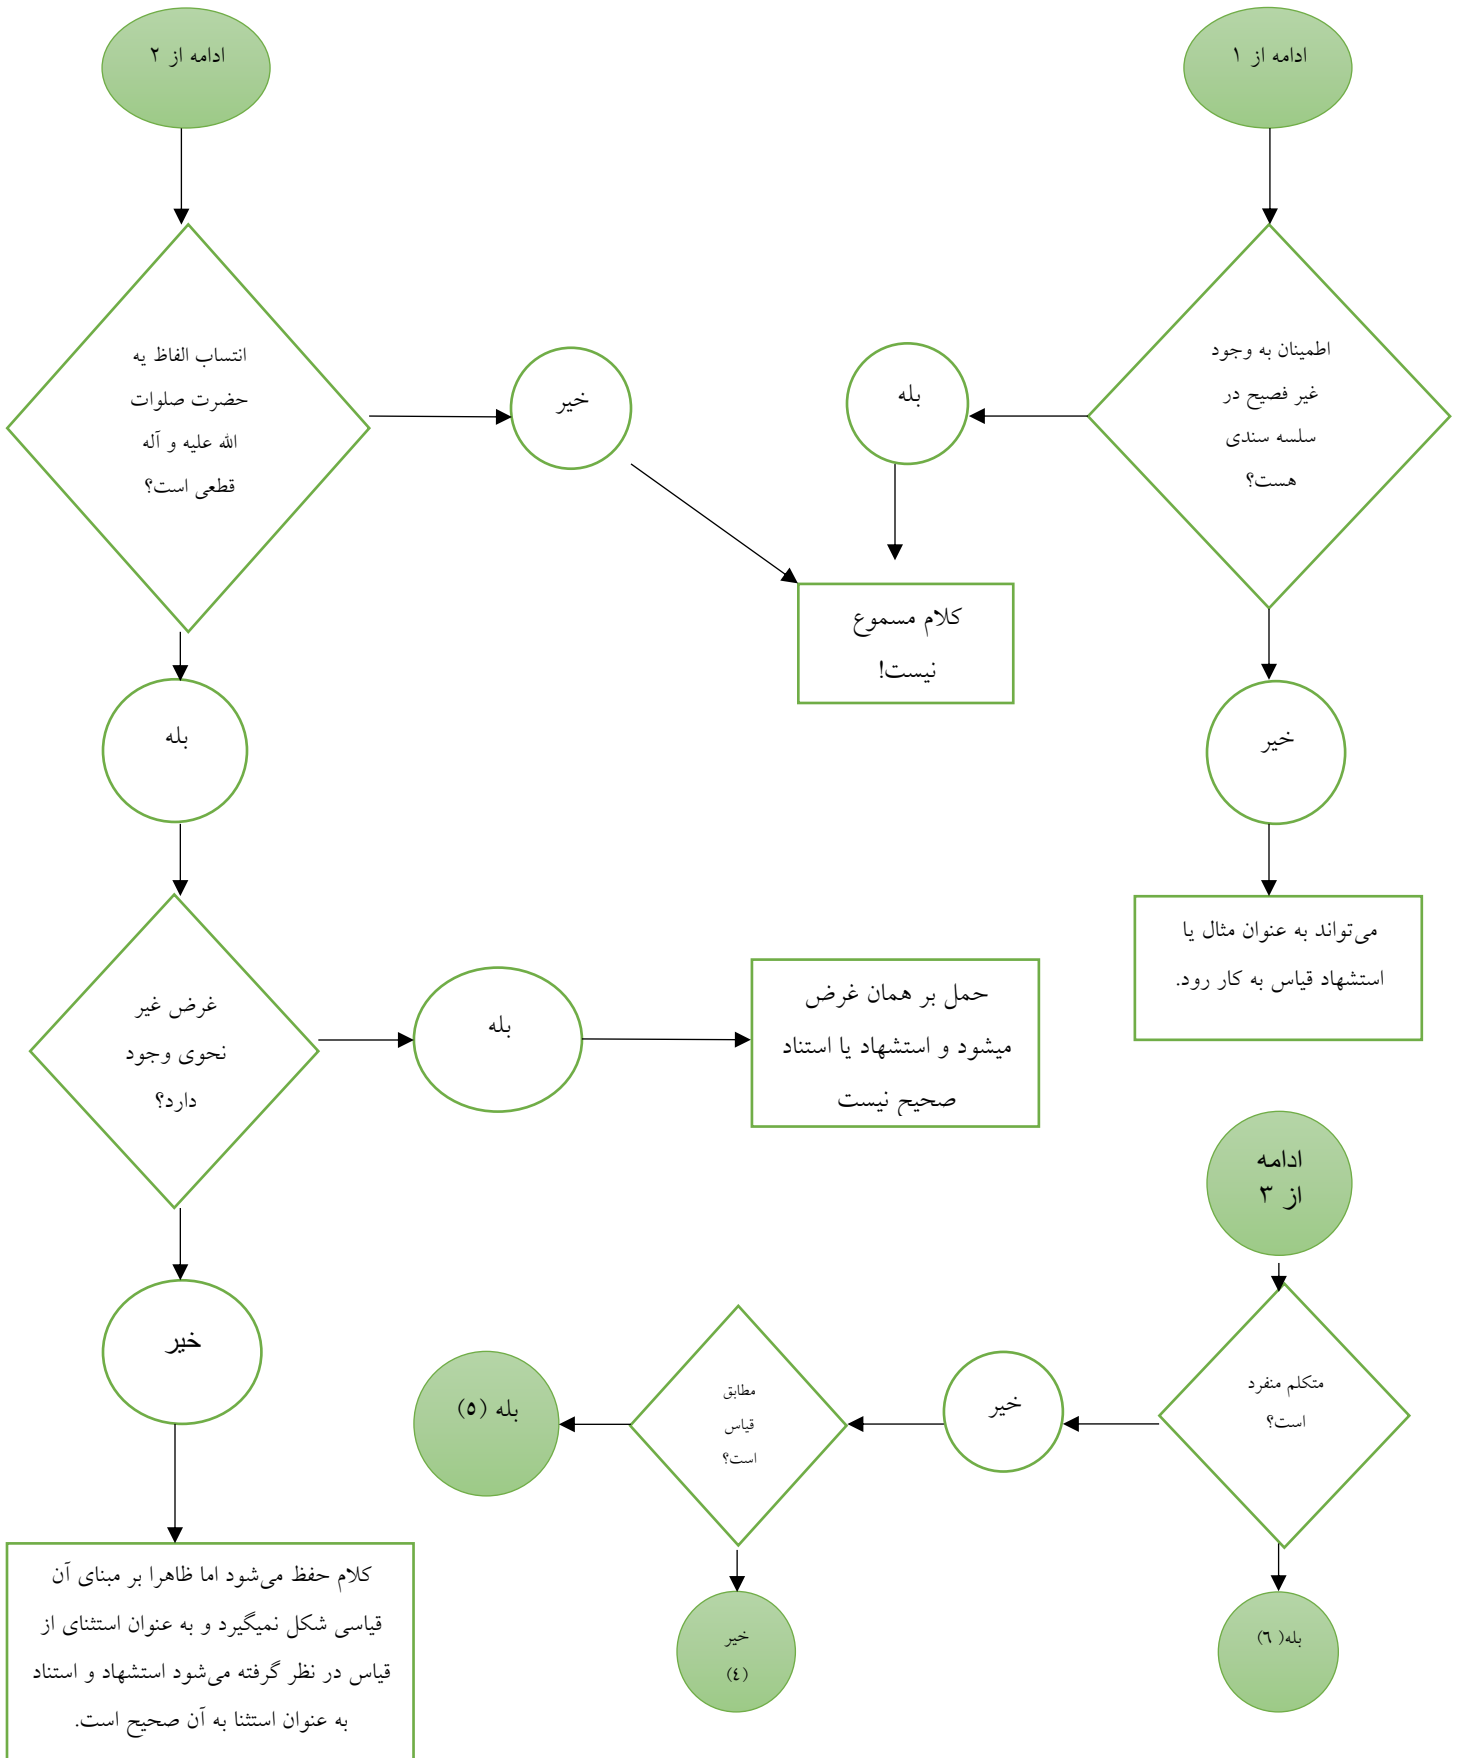 ادامه از ١
ادامه از ٢
اطمینان به وجود
غیر فصیح در
سلسه سندی
هست؟
بله
خیر
انتساب الفاظ یه
حضرت صلوات
الله علیه و آله
قطعی است؟
کلام مسموع
نیست!
خیر
بله
می‌تواند به عنوان مثال یا
استشهاد قیاس به کار رود.
غرض غیر
نحوی وجود
دارد؟
بله
حمل بر همان غرض
میشود و استشهاد یا استناد
صحیح نیست
ادامه
از ٣
خیر
متکلم منفرد
است؟
خیر
مطابق
قیاس
است؟
بله (٥)
بله( ٦)
خیر
(٤)
کلام حفظ می‌شود اما ظاهرا بر مبنای آن
قیاسی شکل نمیگیرد و به عنوان استثنای از
قیاس در نظر گرفته می‌شود استشهاد و استناد
به عنوان استثنا به آن صحیح است.